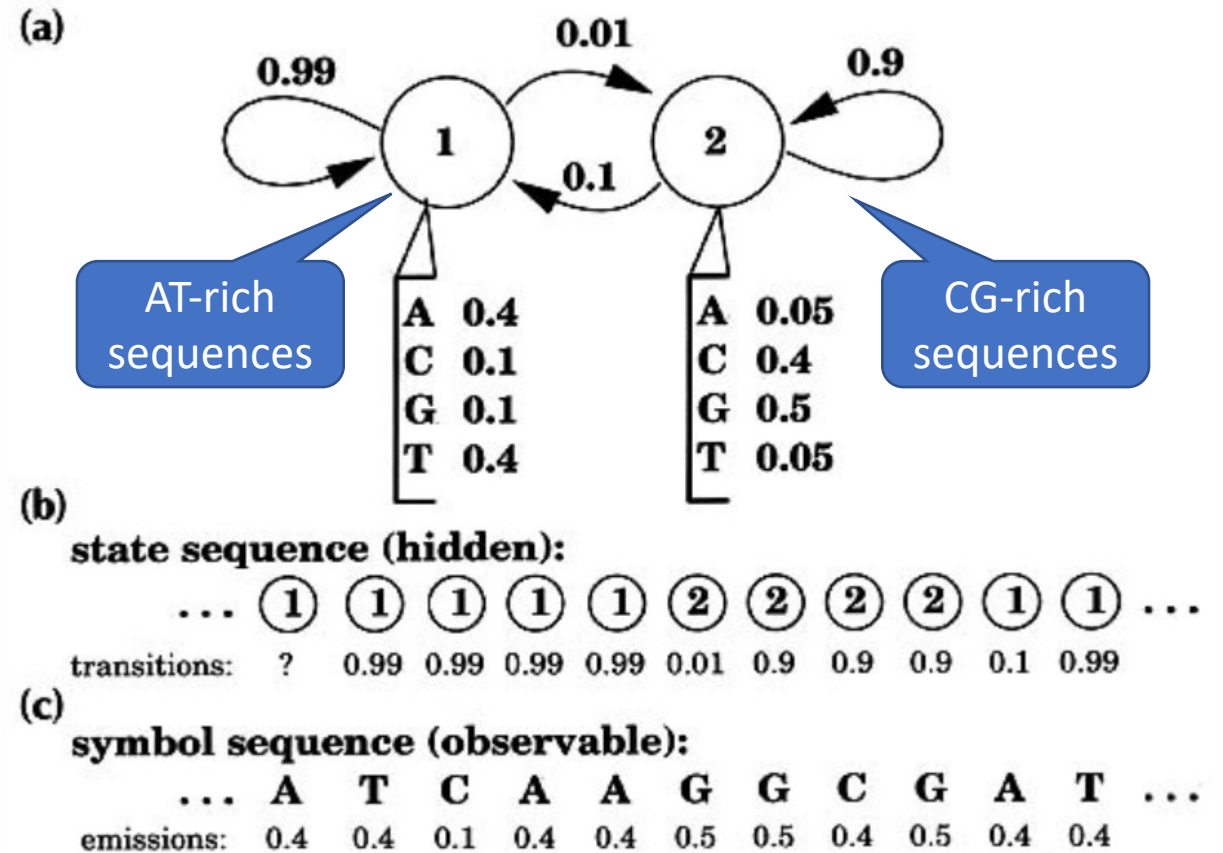 (a)
0.01
0.99
0.9
1
2
0.1
AT-rich
sequences
CG-rich
sequences
A 0.4
C 0.1
G 0.1
T 0.4
A 0.05
C 0.4
G 0.5
T 0.05
(b)
state sequence (hidden):
... 1 1 1 1 1 2 2 2 2 1 1 ...
transitions: ? 0.99 0.99 0.99 0.99 0.01 0.9 0.9 0.9 0.1 0.99
(c)
symbol sequence (observable):
... A T C A A G G C G A T ...
emissions: 0.4 0.4 0.1 0.4 0.4 0.5 0.5 0.4 0.5 0.4 0.4